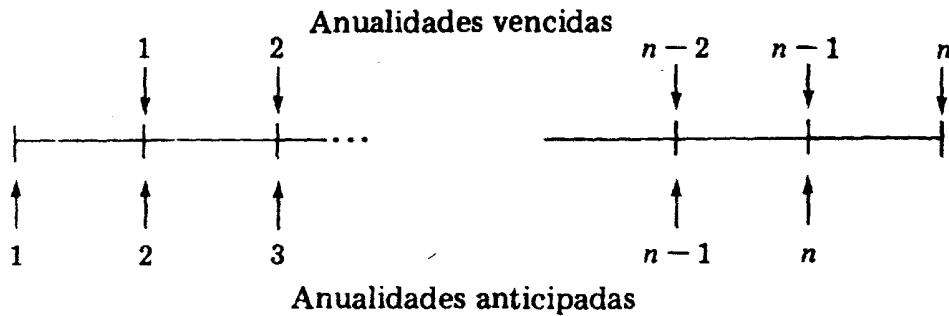 Anualidades vencidas
1 2 n − 2 n − 1 n
...
1 2 3 n − 1 n
Anualidades anticipadas